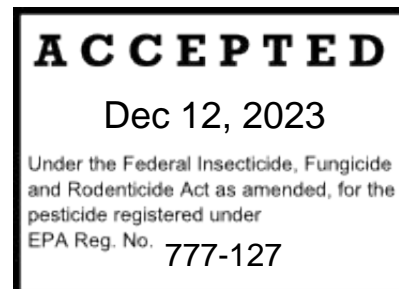 ACCEPTED
Dec 12, 2023
Under the Federal Insecticide, Fungicide
and Rodenticide Act as amended, for the
pesticide registered under
EPA Reg. No. 777-127